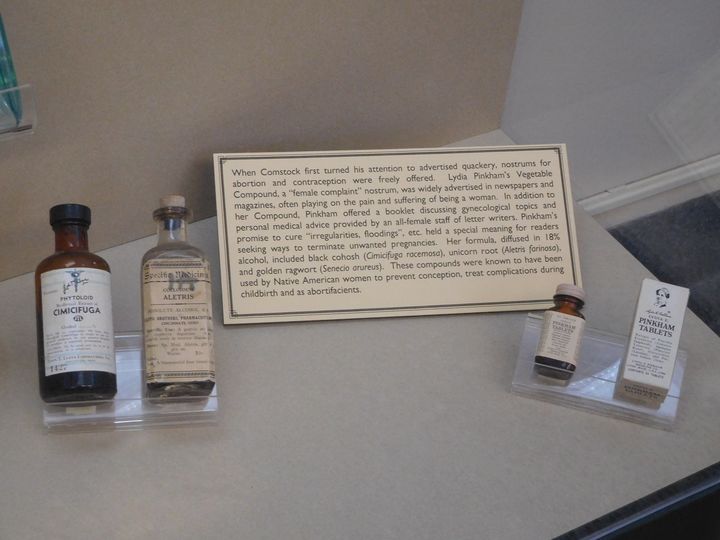 When Comstock first turned his attention to advertised quackery, nostrums for
abortion and contraception were freely offered. Lydia Pinkham's Vegetable
Compound, a "female complaint" nostrum, was widely advertised in newspapers and
magazines, often playing on the pain and suffering of being a woman. In addition to
her Compound, Pinkham offered a booklet discussing gynecological topics and
personal medical advice provided by an all-female staff of letter writers. Pinkham's
promise to cure "irregularities, floodings", etc. held a special meaning for readers
seeking ways to terminate unwanted pregnancies. Her formula, diffused in 18%
alcohol, included black cohosh (Cimicifuga racemosa), unicorn root (Aletris farinosa),
and golden ragwort (Senecio arureus). These compounds were known to have been
used by Native American women to prevent conception, treat complications during
childbirth and as abortifacients.
PHYTOLOID
CIMICIFUGA
Alcohol
Specific Medicine
ALETRIS
ABSOLUTE ALCOHOL
CINCINNATI, OHIO
PINKHAM
TABLETS
LYDIA E.
PINKHAM
TABLETS